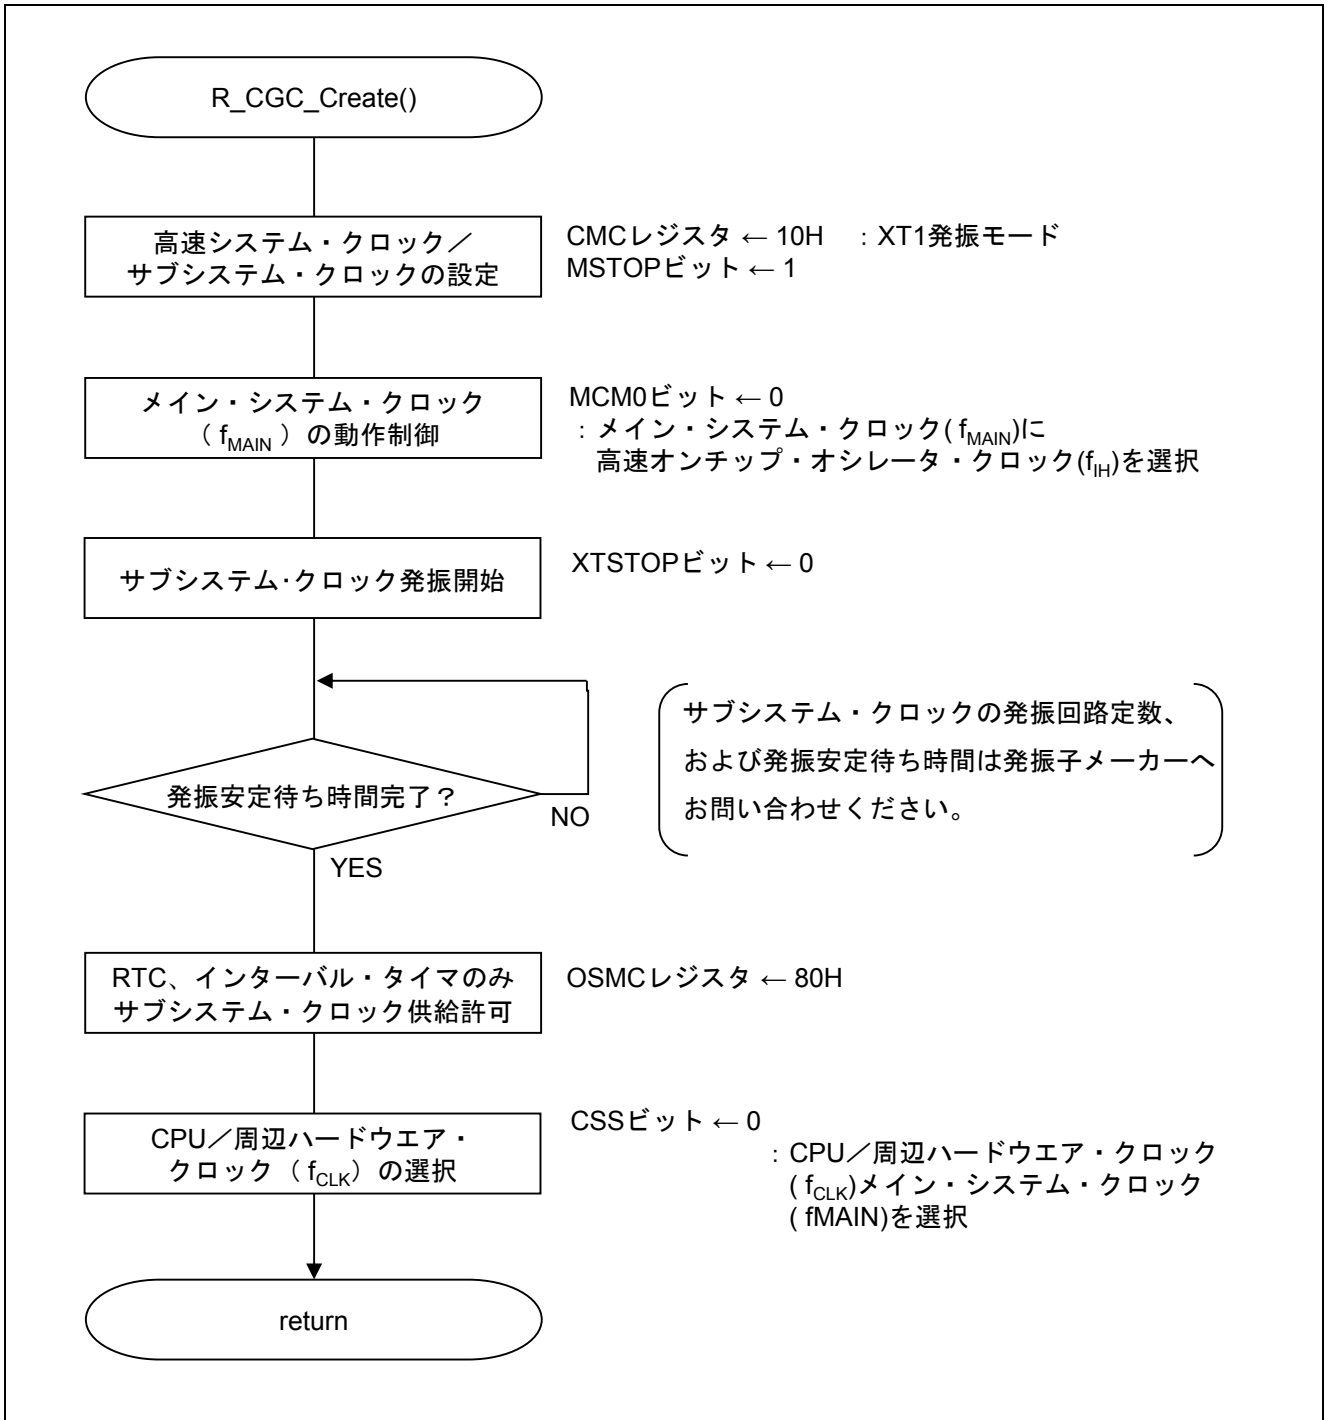 R_CGC_Create()
高速システム・クロック／
サブシステム・クロックの設定
CMCレジスタ ← 10H ：XT1発振モード
MSTOPビット ← 1
メイン・システム・クロック
（ fMAIN ）の動作制御
MCM0ビット ← 0
：メイン・システム・クロック( fMAIN)に
高速オンチップ・オシレータ・クロック(fIH)を選択
サブシステム･クロック発振開始
XTSTOPビット ← 0
サブシステム・クロックの発振回路定数、
および発振安定待ち時間は発振子メーカーへ
お問い合わせください。
発振安定待ち時間完了？
NO
YES
RTC、インターバル・タイマのみ
サブシステム・クロック供給許可
OSMCレジスタ ← 80H
CPU／周辺ハードウエア・
クロック（ fCLK）の選択
CSSビット ← 0
：CPU／周辺ハードウエア・クロック
( fCLK)メイン・システム・クロック
( fMAIN)を選択
return